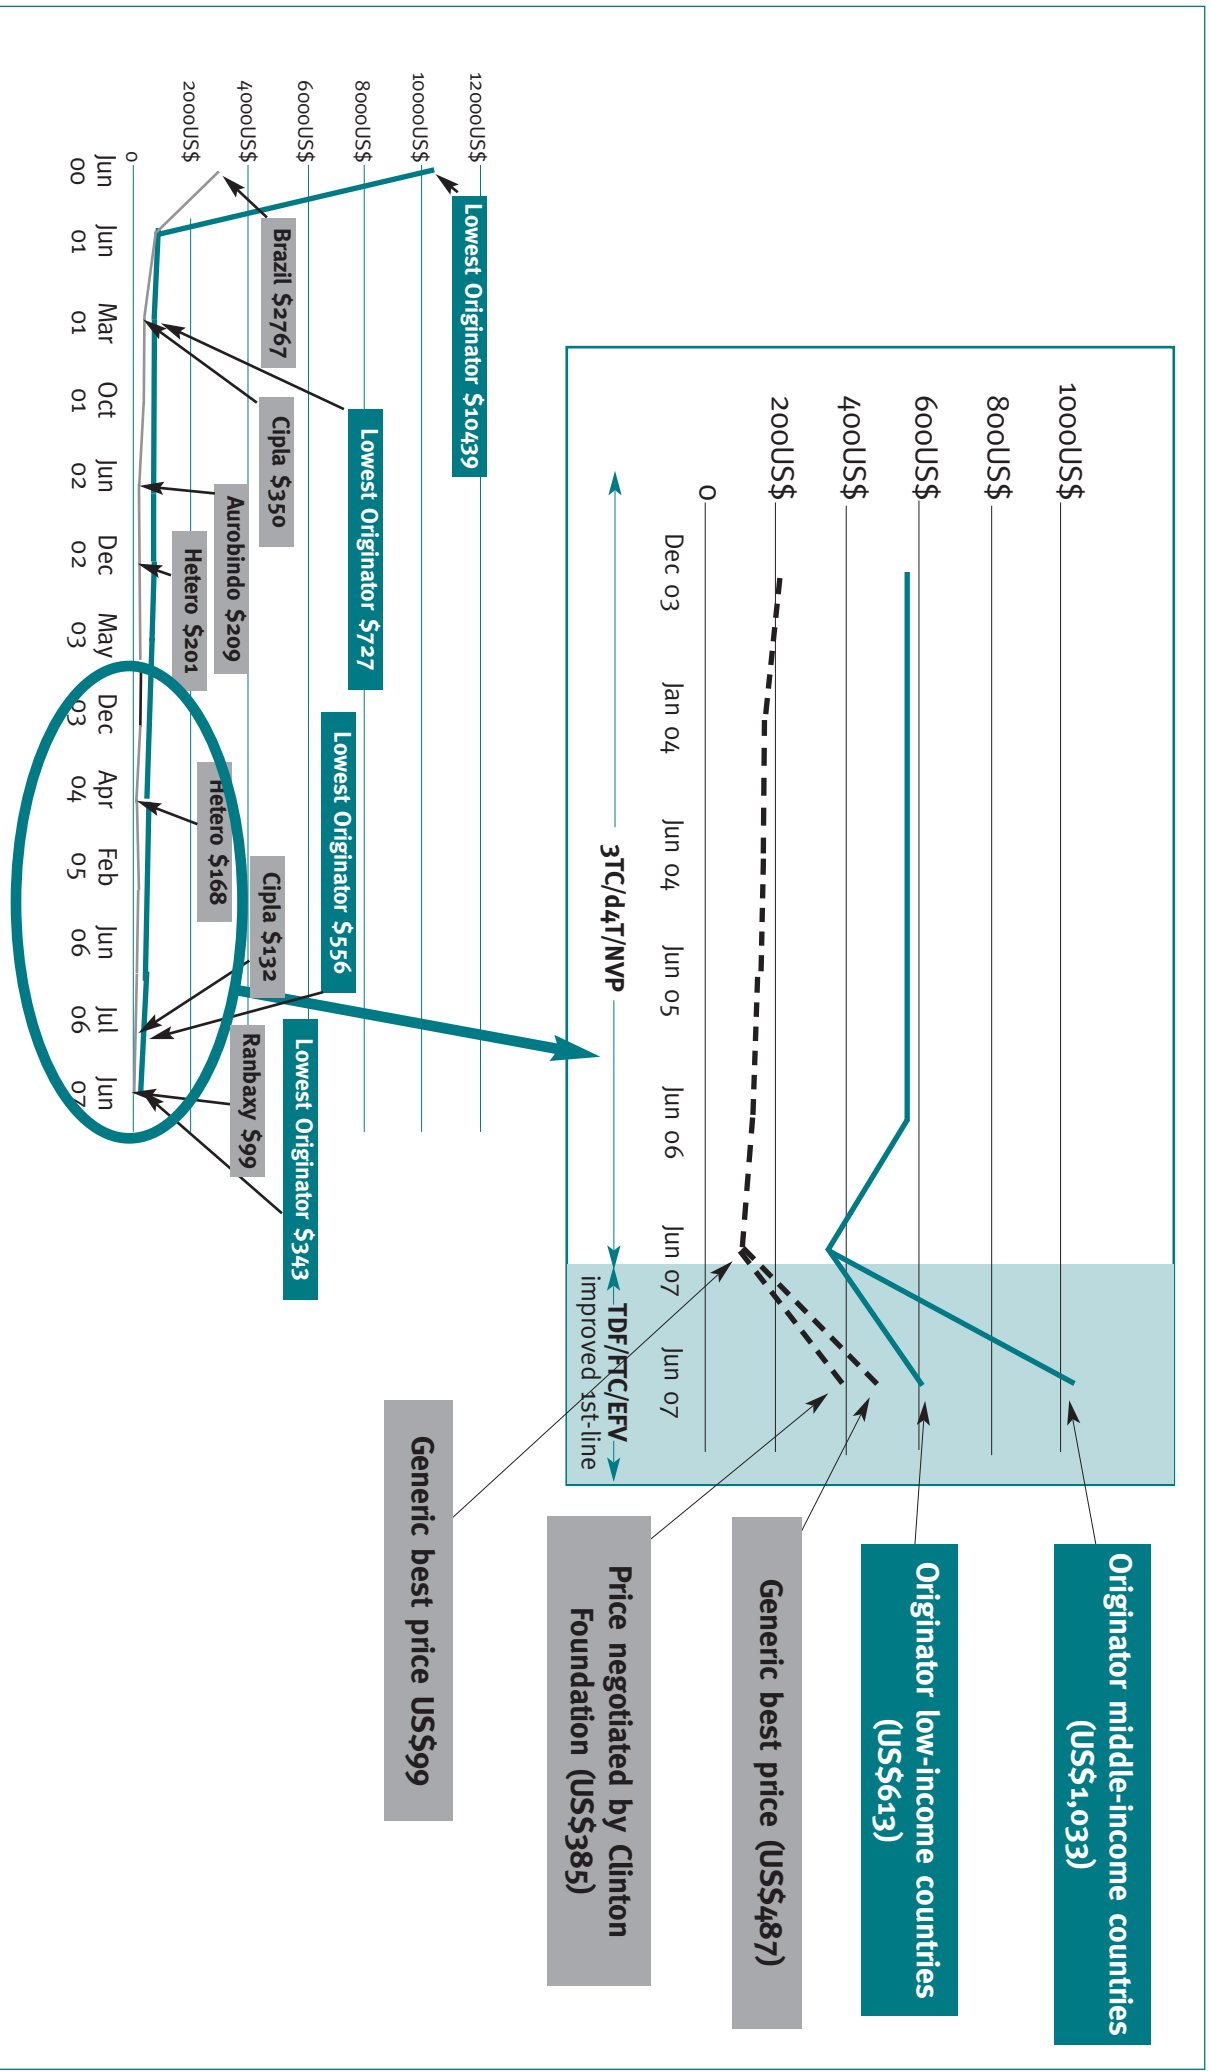 1000US$
800US$
600US$
400US$
200US$
0
Dec 03
Jan 04
Jun 04
Jun 05
Jun 06
Jun 07
Jun 07
3TC/d4T/NVP
TDF/FTC/EFV
improved 1st-line
Originator middle-income countries
(US$1,033)
Originator low-income countries
(US$613)
Generic best price (US$487)
Price negotiated by Clinton
Foundation (US$385)
Generic best price US$99
12000US$
10000US$
8000US$
6000US$
4000US$
2000US$
0
Lowest Originator $10439
Brazil $2767
Lowest Originator $727
Cipla $350
Aurobindo $209
Hetero $201
Lowest Originator $556
Hetero $168
Cipla $132
Lowest Originator $343
Ranbaxy $99
Jun
00
Jun
01
Mar
01
Oct
01
Jun
02
Dec
02
May
03
Dec
03
Apr
04
Feb
05
Jun
06
Jul
06
Jun
07